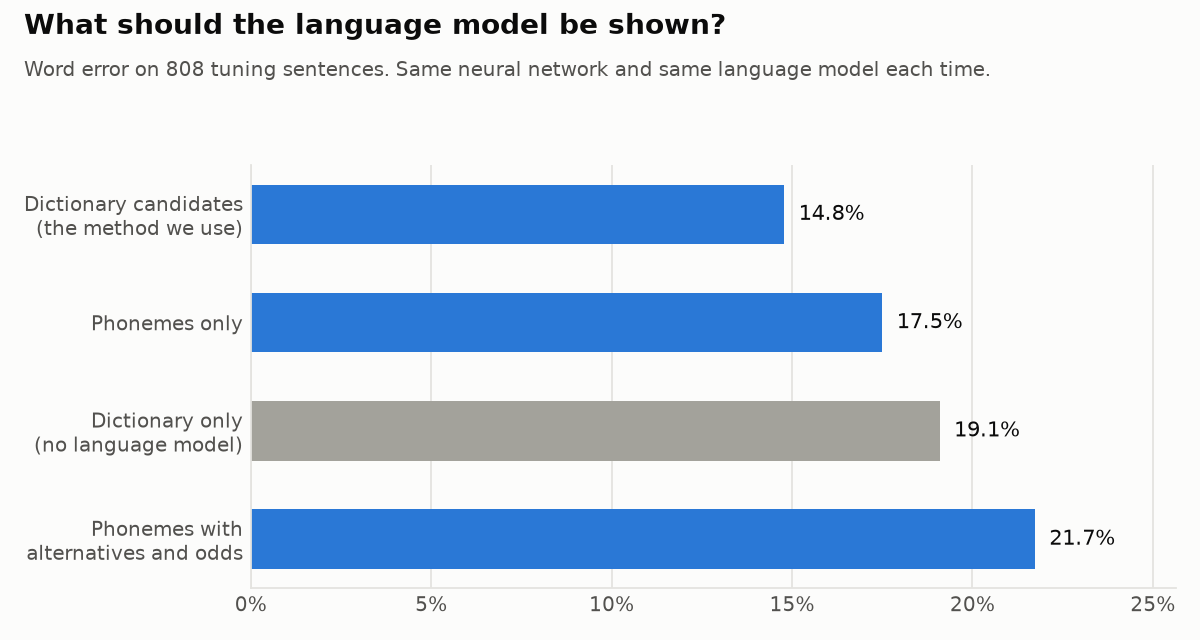 What should the language model be shown?
Word error on 808 tuning sentences. Same neural network and same language model each time.
Dictionary candidates
(the method we use)
14.8%
Phonemes only
17.5%
Dictionary only
(no language model)
19.1%
Phonemes with
alternatives and odds
21.7%
0%
5%
10%
15%
20%
25%